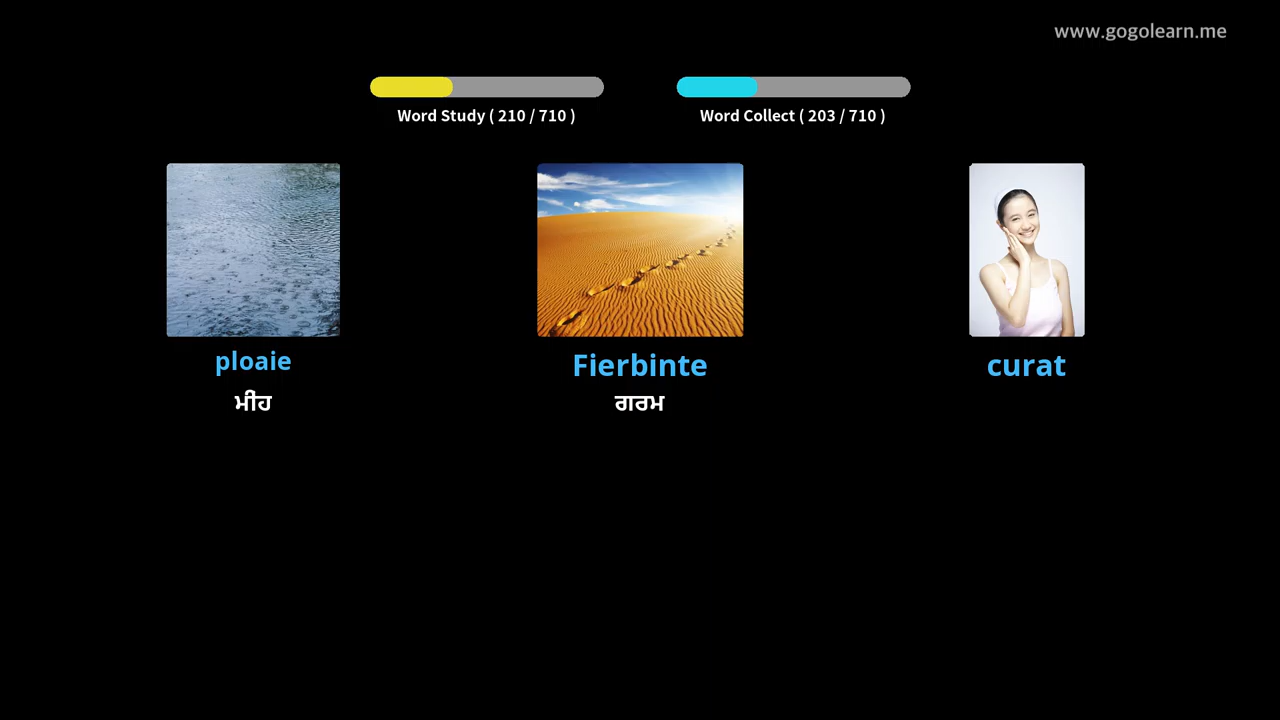 www.gogolearn.me
Word Study ( 210 / 710 )
Word Collect ( 203 / 710 )
ploaie
Fierbinte
curat
ਮੀਂਹ
ਗਰਮ